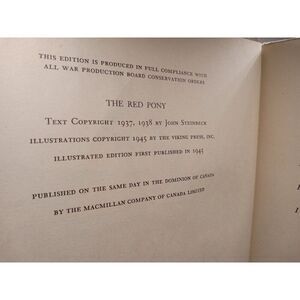 THIS EDITION IS PRODUCED IN FULL COMPLIANCE WITH
ALL WAR PRODUCTION BOARD CONSERVATION ORDERS
THE RED PONY
TEXT COPYRIGHT 1937, 1938 BY JOHN STEINBECK
ILLUSTRATIONS COPYRIGHT 1945 BY THE VIKING PRESS, INC.
ILLUSTRATED EDITION FIRST PUBLISHED IN 1945
PUBLISHED ON THE SAME DAY IN THE DOMINION OF CANADA
BY THE MACMILLAN COMPANY OF CANADA LIMITED